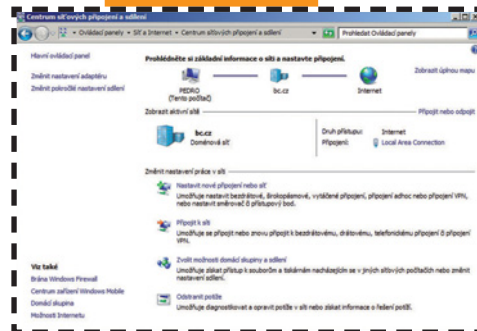 Centrum síťových připojení a sdílení
Ovládací panely • Síť a Internet • Centrum síťových připojení a sdílení
Prohledat Ovládací panely
Hlavní ovládací panel
Změnit nastavení adaptéru
Změnit pokročilé nastavení sdílení
Prohlédněte si základní informace o síti a nastavte připojení.
Zobrazit úplnou mapu
PEDRO
(Tento počítač)
bc.cz
Internet
Zobrazit aktivní sítě
Připojit nebo odpojit
bc.cz
Doménová síť
Druh přístupu: Internet
Připojení: Local Area Connection
Změnit nastavení práce v síti
Nastavit nové připojení nebo síť
Umožňuje nastavit bezdrátové, širokopásmové, vytáčené připojení, připojení adhoc nebo připojení VPN,
nebo nastavit směrovač či přístupový bod.
Připojit k síti
Umožňuje se připojit nebo znovu připojit k bezdrátovému, drátovému, telefonickému připojení či připojení
VPN.
Zvolit možnosti domácí skupiny a sdílení
Umožňuje získat přístup k souborům a tiskárnám nacházejícím se v jiných síťových počítačích nebo změnit
nastavení sdílení.
Odstranit potíže
Umožňuje diagnostikovat a opravit potíže v síti nebo získat informace o řešení potíží.
Viz také
Brána Windows Firewall
Centrum zařízení Windows Mobile
Domácí skupina
Možnosti Internetu